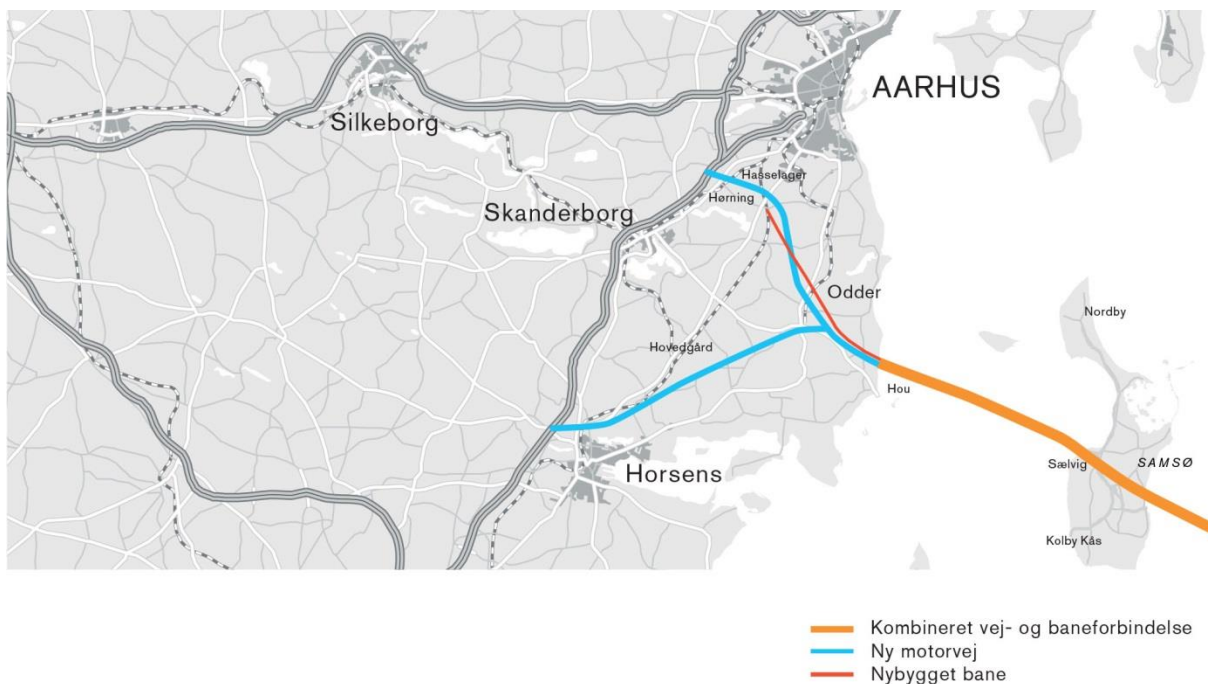 AARHUS
Silkeborg
Hasselager
Hørning
Skanderborg
Odder
Nordby
Hovedgård
Hou
Sælvig
SAMSØ
Horsens
Kolby Kås
Kombineret vej- og baneforbindelse
Ny motorvej
Nybygget bane